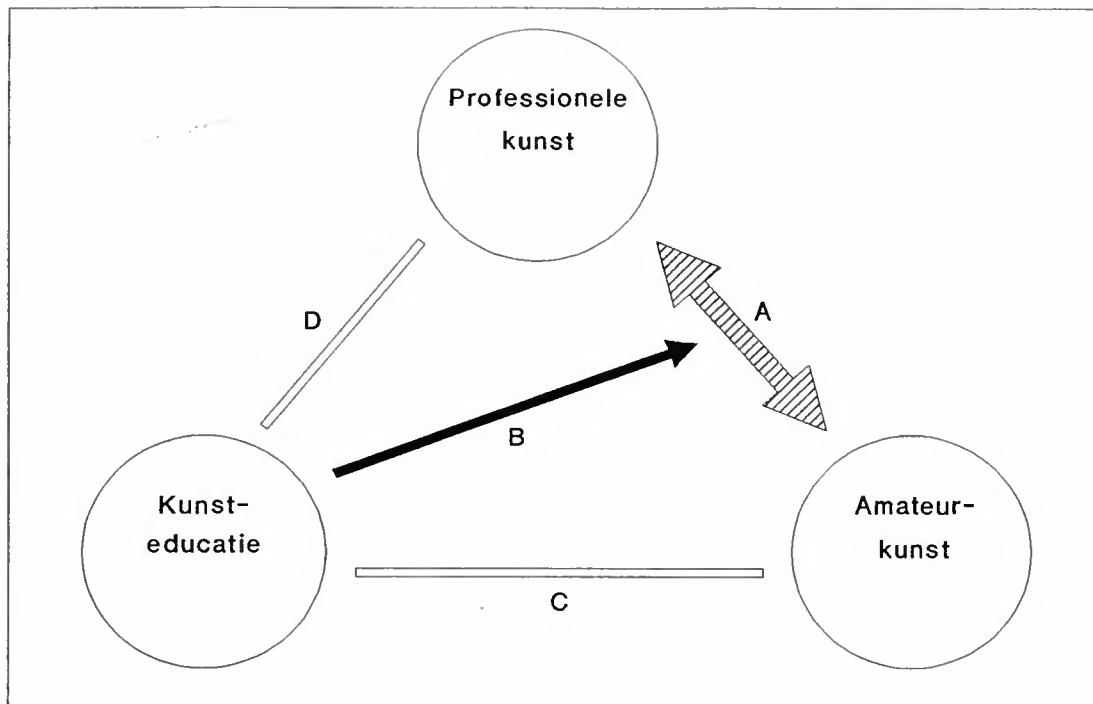 Professionele
kunst
A
D
B
Kunst-
educatie
Amateur-
kunst
C